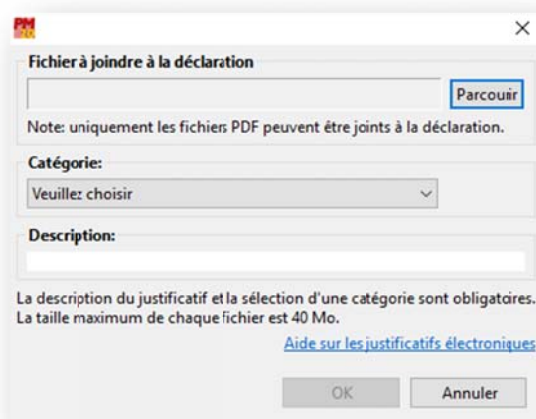 PM
Fichier à joindre à la déclaration
Parcourir
Note: uniquement les fichiers PDF peuvent être joints à la déclaration.
Catégorie:
Veuillez choisir
Description:
La description du justificatif et la sélection d'une catégorie sont obligatoires.
La taille maximum de chaque fichier est 40 Mo.
Aide sur les justificatifs électroniques
OK
Annuler